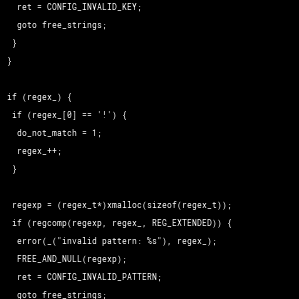 ret = CONFIG_INVALID_KEY;
goto free_strings;
}
}
if (regex_) {
if (regex_[0] == '!') {
do_not_match = 1;
regex_++;
}
regexp = (regex_t*)xmalloc(sizeof(regex_t));
if (regcomp(regexp, regex_, REG_EXTENDED)) {
error(_("invalid pattern: %s"), regex_);
FREE_AND_NULL(regexp);
ret = CONFIG_INVALID_PATTERN;
goto free_strings;